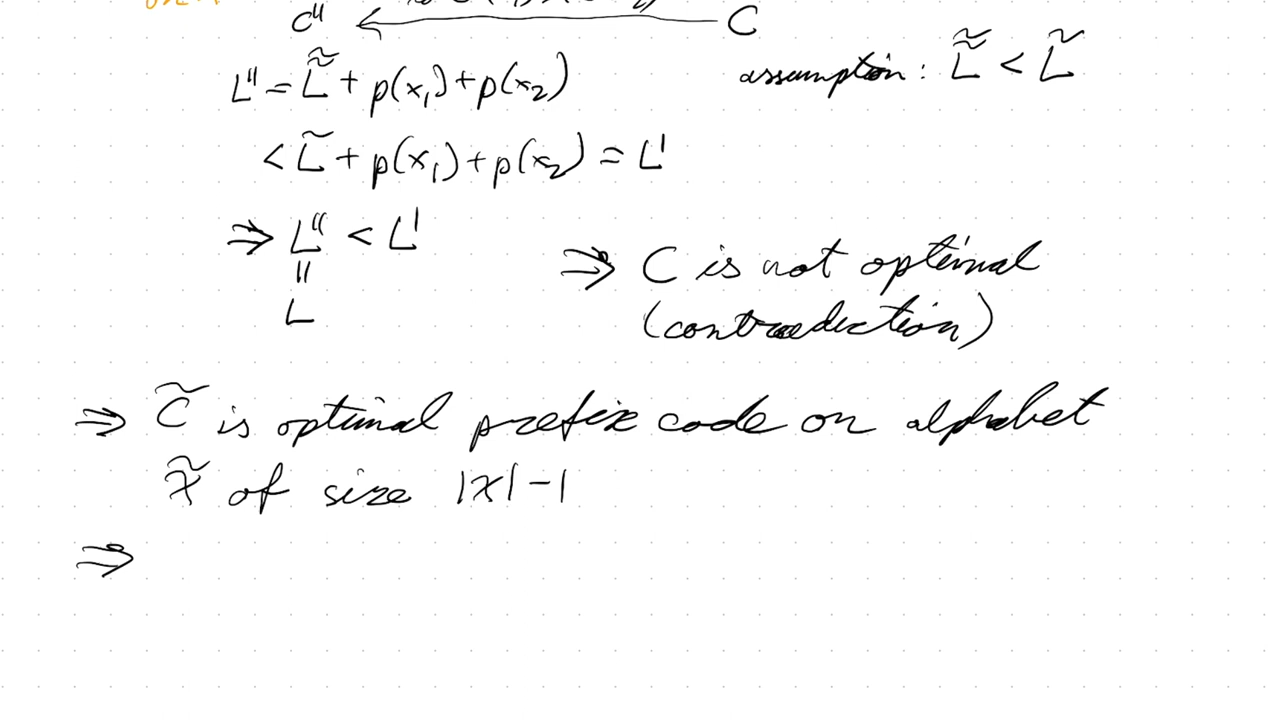 C" C
L" = L̃̃ + p(x₁) + p(x₂) assumption: L̃̃ < L̃
< L̃ + p(x₁) + p(x₂) = L'
⇒ L" < L'
"
L
⇒ C is not optimal
(contradiction)
⇒ C̃ is optimal prefix code on alphabet
X̃ of size |X| - 1
⇒